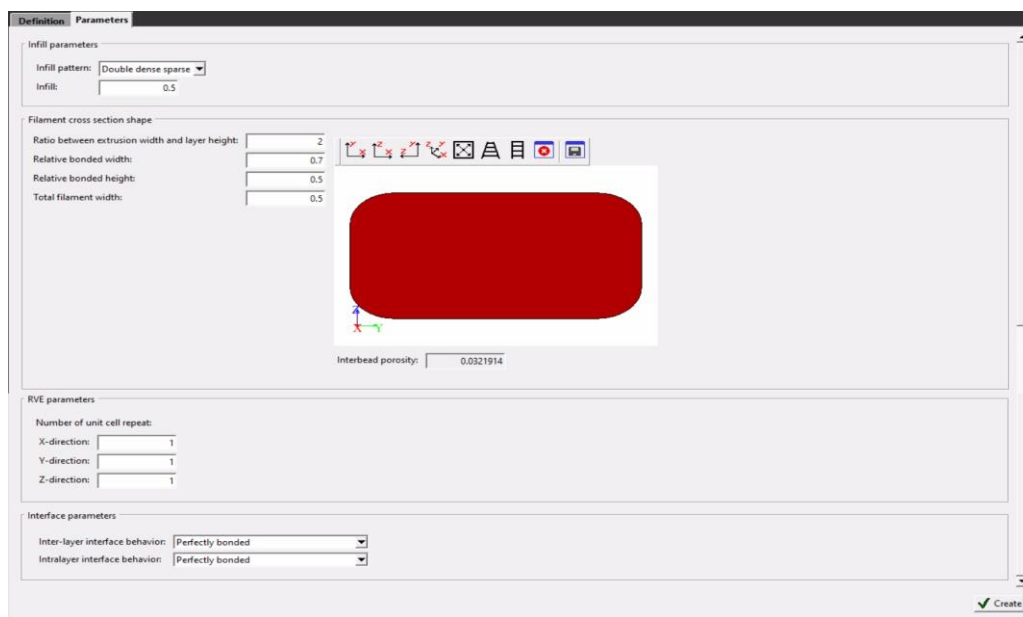 Definition Parameters
Infill parameters
Infill pattern: Double dense sparse
Infill: 0.5
Filament cross section shape
Ratio between extrusion width and layer height: 2
Relative bonded width: 0.7
Relative bonded height: 0.5
Total filament width: 0.5
Z
X Y
Interbead porosity: 0.0321914
RVE parameters
Number of unit cell repeat:
X-direction: 1
Y-direction: 1
Z-direction: 1
Interface parameters
Inter-layer interface behavior: Perfectly bonded
Intralayer interface behavior: Perfectly bonded
Create